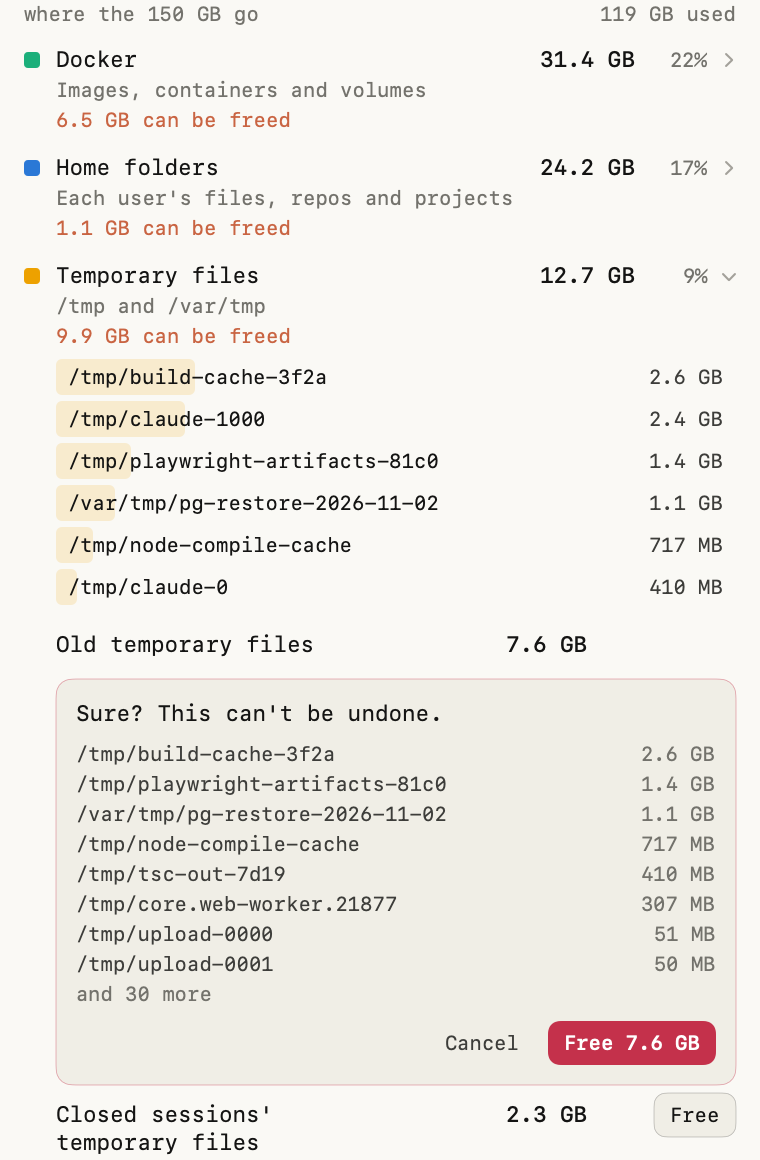 where the 150 GB go 119 GB used
Docker 31.4 GB 22%
Images, containers and volumes
6.5 GB can be freed
Home folders 24.2 GB 17%
Each user's files, repos and projects
1.1 GB can be freed
Temporary files 12.7 GB 9%
/tmp and /var/tmp
9.9 GB can be freed
/tmp/build-cache-3f2a 2.6 GB
/tmp/claude-1000 2.4 GB
/tmp/playwright-artifacts-81c0 1.4 GB
/var/tmp/pg-restore-2026-11-02 1.1 GB
/tmp/node-compile-cache 717 MB
/tmp/claude-0 410 MB
Old temporary files 7.6 GB
Sure? This can't be undone.
/tmp/build-cache-3f2a 2.6 GB
/tmp/playwright-artifacts-81c0 1.4 GB
/var/tmp/pg-restore-2026-11-02 1.1 GB
/tmp/node-compile-cache 717 MB
/tmp/tsc-out-7d19 410 MB
/tmp/core.web-worker.21877 307 MB
/tmp/upload-0000 51 MB
/tmp/upload-0001 50 MB
and 30 more
Cancel Free 7.6 GB
Closed sessions' 2.3 GB Free
temporary files